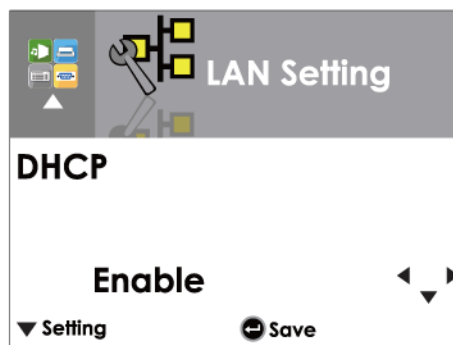 LAN Setting
DHCP
Enable
Setting
Save